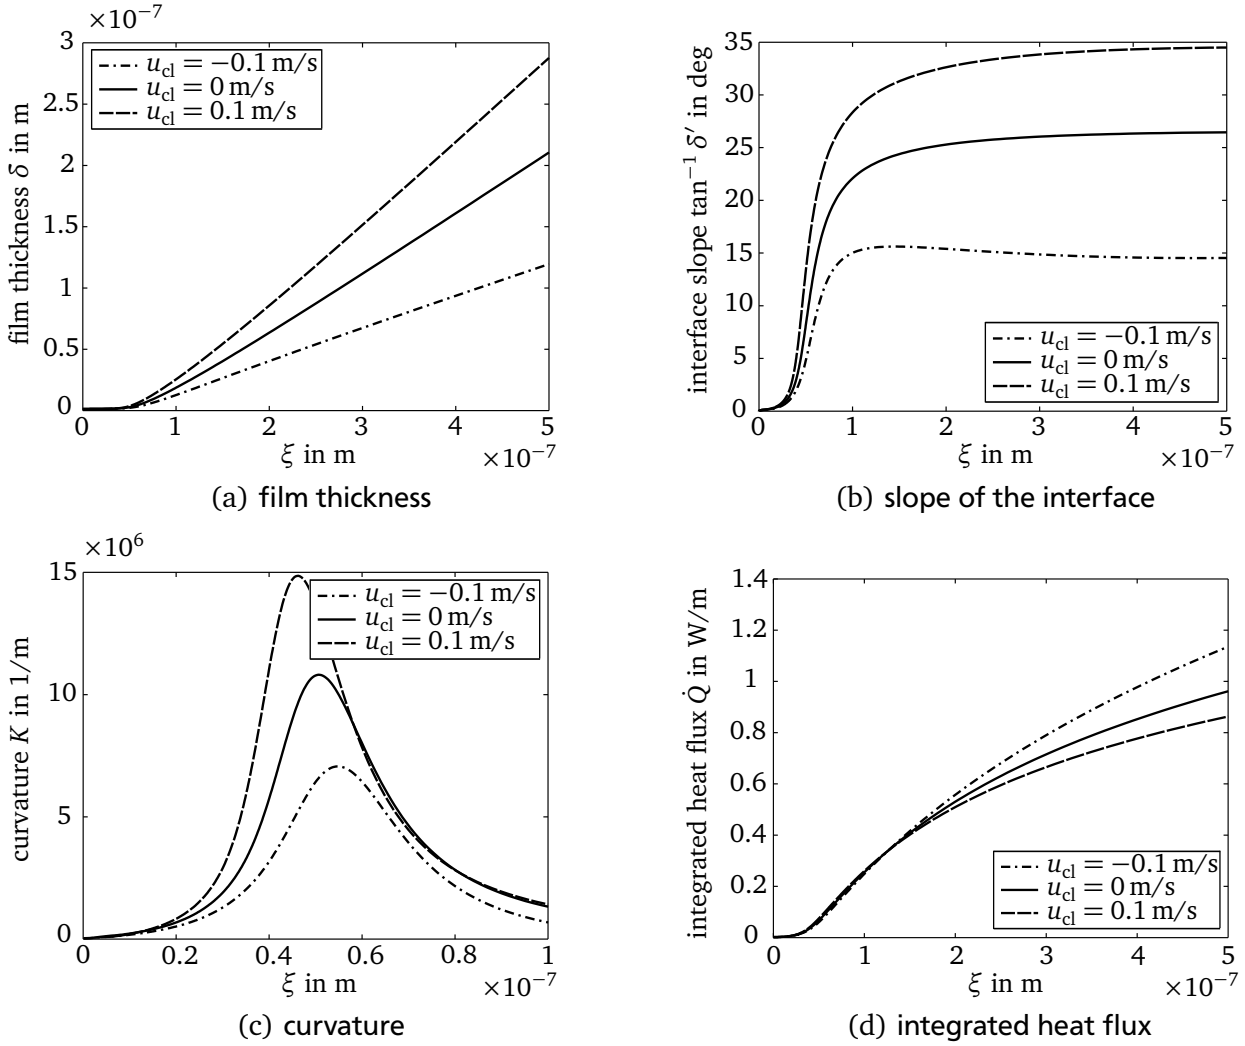 ×10⁻⁷
3
2.5
2
1.5
1
0.5
0
film thickness δ in m
u_cl = −0.1 m/s
u_cl = 0 m/s
u_cl = 0.1 m/s
0 1 2 3 4 5
ξ in m
×10⁻⁷
(a) film thickness
35
30
25
20
15
10
5
0
interface slope tan⁻¹ δ′ in deg
u_cl = −0.1 m/s
u_cl = 0 m/s
u_cl = 0.1 m/s
0 1 2 3 4 5
ξ in m
×10⁻⁷
(b) slope of the interface
×10⁶
15
10
5
0
curvature K in 1/m
u_cl = −0.1 m/s
u_cl = 0 m/s
u_cl = 0.1 m/s
0 0.2 0.4 0.6 0.8 1
ξ in m
×10⁻⁷
(c) curvature
1.4
1.2
1
0.8
0.6
0.4
0.2
0
integrated heat flux Q̇ in W/m
u_cl = −0.1 m/s
u_cl = 0 m/s
u_cl = 0.1 m/s
0 1 2 3 4 5
ξ in m
×10⁻⁷
(d) integrated heat flux